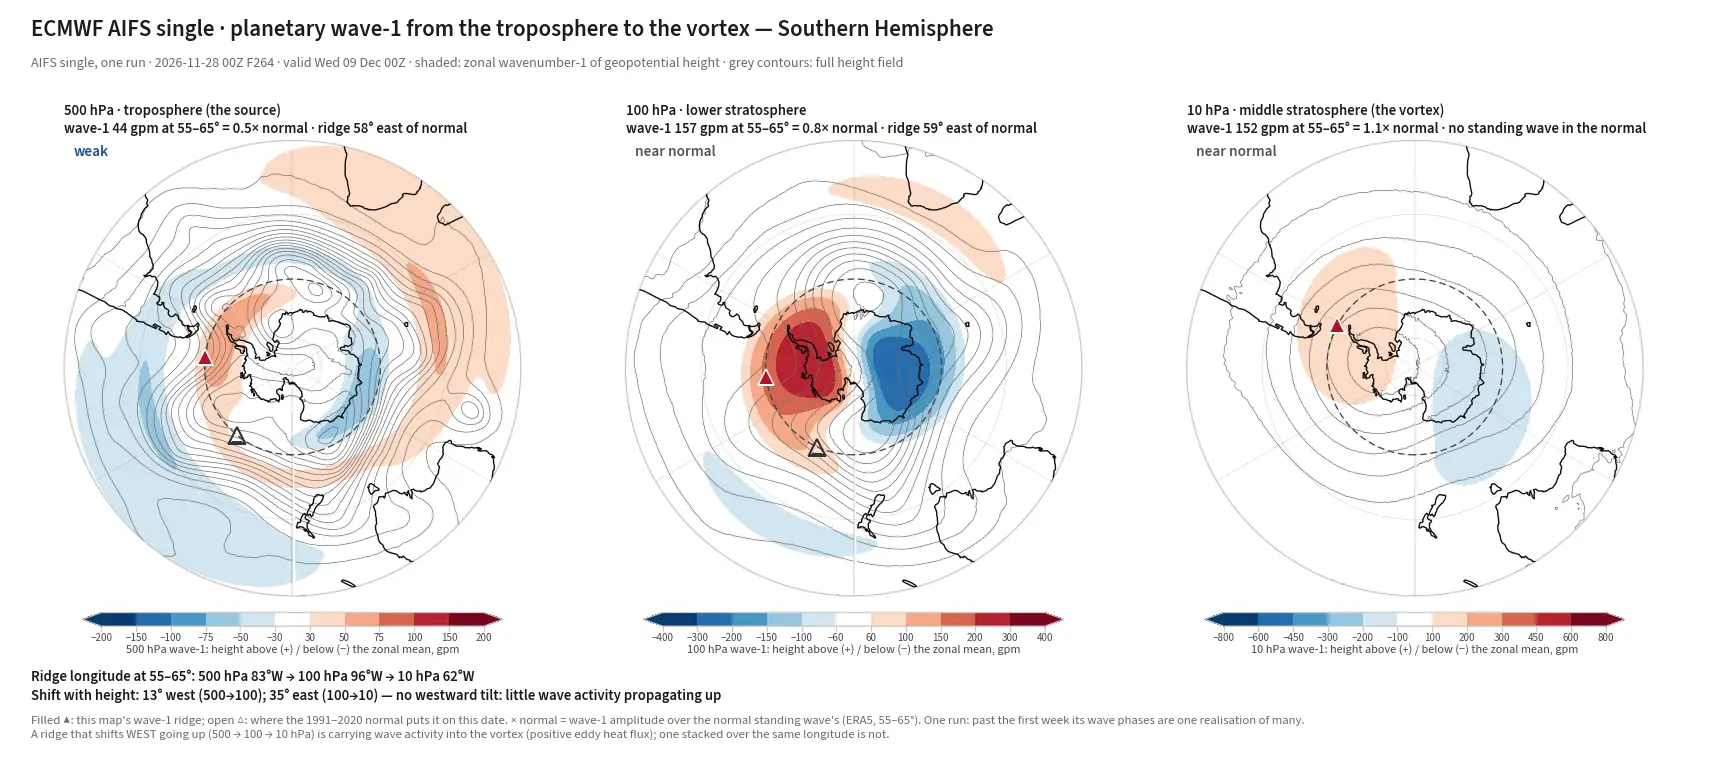 ECMWF AIFS single · planetary wave-1 from the troposphere to the vortex — Southern Hemisphere
AIFS single, one run · 2026-11-28 00Z F264 · valid Wed 09 Dec 00Z · shaded: zonal wavenumber-1 of geopotential height · grey contours: full height field
500 hPa · troposphere (the source)
wave-1 44 gpm at 55–65° = 0.5× normal · ridge 58° east of normal
weak
100 hPa · lower stratosphere
wave-1 157 gpm at 55–65° = 0.8× normal · ridge 59° east of normal
near normal
10 hPa · middle stratosphere (the vortex)
wave-1 152 gpm at 55–65° = 1.1× normal · no standing wave in the normal
near normal
−200 −150 −100 −75 −50 −30 30 50 75 100 150 200
500 hPa wave-1: height above (+) / below (−) the zonal mean, gpm
−400 −300 −200 −150 −100 −60 60 100 150 200 300 400
100 hPa wave-1: height above (+) / below (−) the zonal mean, gpm
−800 −600 −450 −300 −200 −100 100 200 300 450 600 800
10 hPa wave-1: height above (+) / below (−) the zonal mean, gpm
Ridge longitude at 55–65°: 500 hPa 83°W → 100 hPa 96°W → 10 hPa 62°W
Shift with height: 13° west (500→100); 35° east (100→10) — no westward tilt: little wave activity propagating up
Filled ▲: this map's wave-1 ridge; open △: where the 1991–2020 normal puts it on this date. × normal = wave-1 amplitude over the normal standing wave's (ERA5, 55–65°). One run: past the first week its wave phases are one realisation of many.
A ridge that shifts WEST going up (500 → 100 → 10 hPa) is carrying wave activity into the vortex (positive eddy heat flux); one stacked over the same longitude is not.